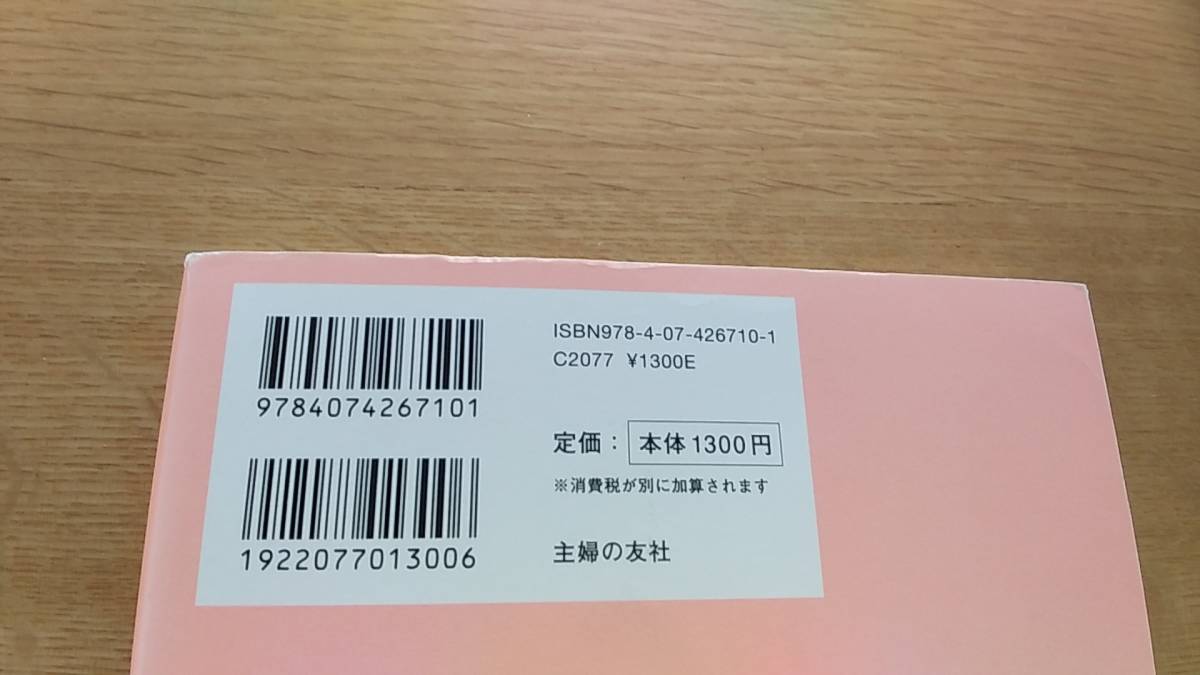 9784074267101
1922077013006
ISBN978-4-07-426710-1
C2077 ¥1300E
定価： 本体1300円
※消費税が別に加算されます
主婦の友社